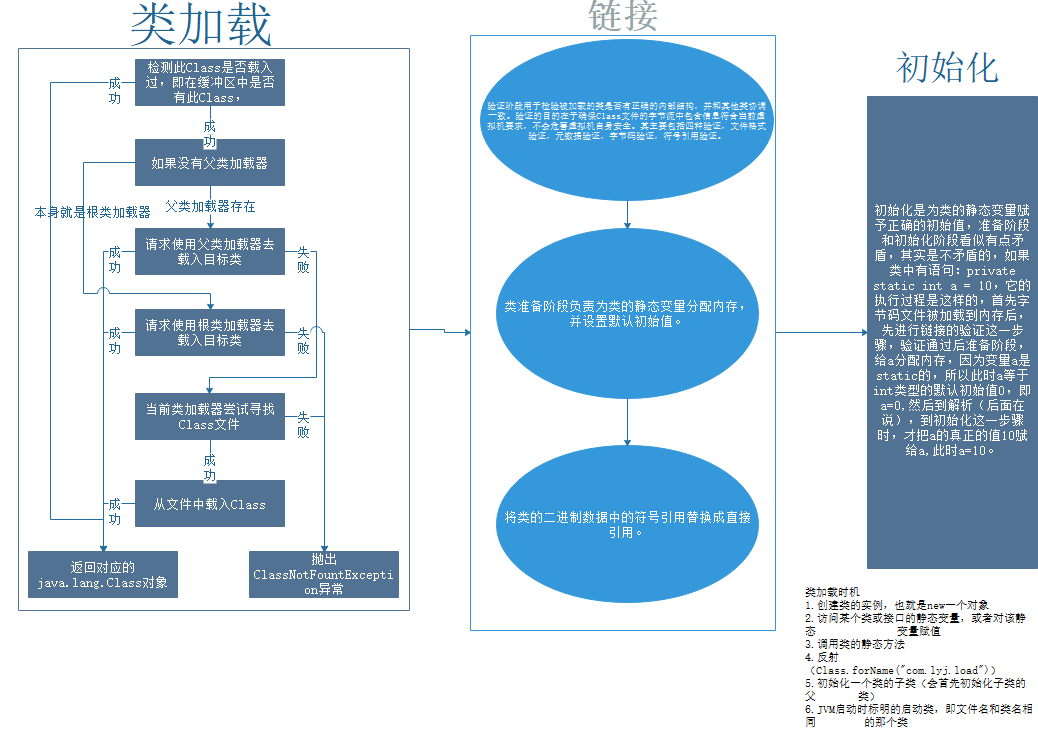 类加载
检测此Class是否载入
过，即在缓冲区中是否
有此Class，
成
功
成
功
如果没有父类加载器
本身就是根类加载器
父类加载器存在
请求使用父类加载器去
载入目标类
成
功
失
败
请求使用根类加载器去
载入目标类
成
功
失
败
当前类加载器尝试寻找
Class文件
失
败
成
功
从文件中载入Class
成
功
返回对应的
java.lang.Class对象
抛出
ClassNotFountExcepti
on异常
链接
验证阶段用于检验被加载的类是否有正确的内部结构，并和其他类协调
一致。验证的目的在于确保Class文件的字节流中包含信息符合当前虚
拟机要求，不会危害虚拟机自身安全。其主要包括四种验证，文件格式
验证，元数据验证，字节码验证，符号引用验证。
类准备阶段负责为类的静态变量分配内存，
并设置默认初始值。
将类的二进制数据中的符号引用替换成直接
引用。
初始化
初始化是为类的静态变量赋
予正确的初始值，准备阶段
和初始化阶段看似有点矛
盾，其实是不矛盾的，如果
类中有语句：private
static int a = 10，它的
执行过程是这样的，首先字
节码文件被加载到内存后，
先进行链接的验证这一步
骤，验证通过后准备阶段，
给a分配内存，因为变量a是
static的，所以此时a等于
int类型的默认初始值0，即
a=0,然后到解析（后面在
说），到初始化这一步骤
时，才把a的真正的值10赋
给a,此时a=10。
类加载时机
1.创建类的实例，也就是new一个对象
2.访问某个类或接口的静态变量，或者对该静
态 变量赋值
3.调用类的静态方法
4.反射
（Class.forName("com.lyj.load")）
5.初始化一个类的子类（会首先初始化子类的
父 类）
6.JVM启动时标明的启动类，即文件名和类名相
同 的那个类